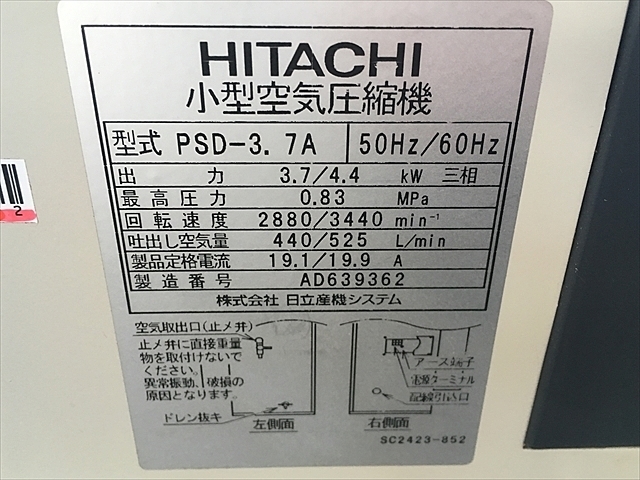 HITACHI
小型空気圧縮機
型式 PSD-3.7A 50Hz/60Hz
出力 3.7/4.4 kW 三相
最高圧力 0.83 MPa
回転速度 2880/3440 min⁻¹
吐出し空気量 440/525 L/min
製品定格電流 19.1/19.9 A
製造番号 AD639362
株式会社 日立産機システム
空気取出口(止メ弁)
止メ弁に直接重量
物を取付けないで
ください。
異常振動、破損の
原因となります。
ドレン抜キ
左側面
アース端子
電源ターミナル
配線引込口
右側面
SC2423-852
2